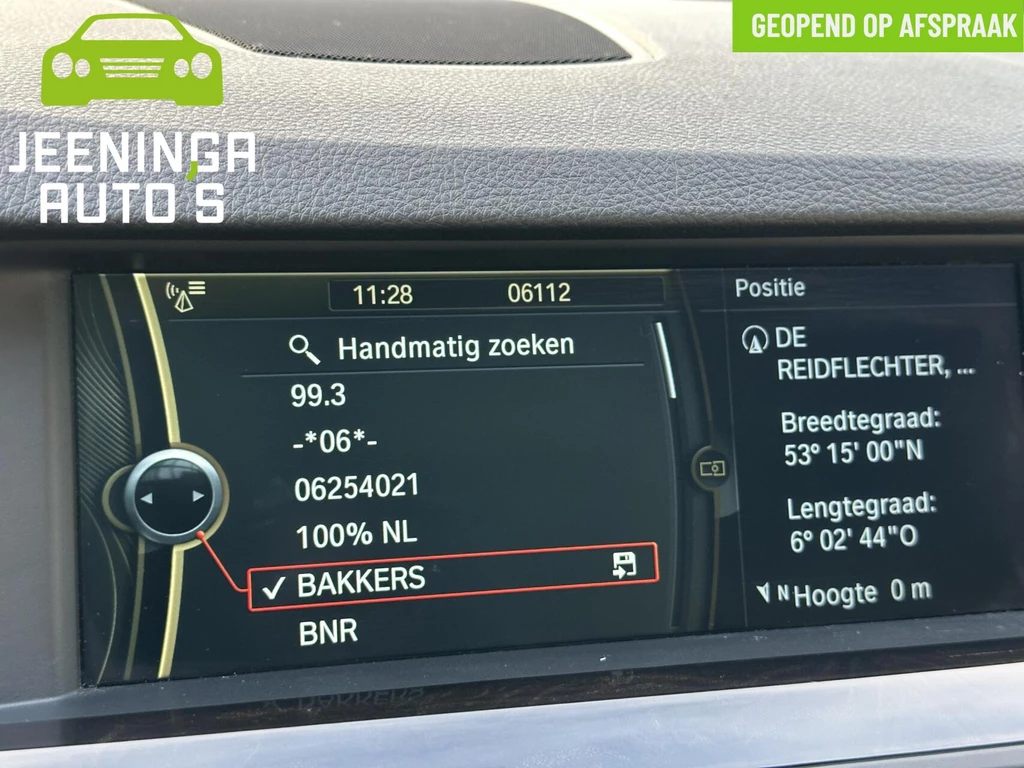 GEOPEND OP AFSPRAAK
JEENINGA
AUTO'S
11:28 06112
Handmatig zoeken
99.3
-*06*-
06254021
100% NL
BAKKERS
BNR
Positie
DE
REIDFLECHTER, ...
Breedtegraad:
53° 15' 00"N
Lengtegraad:
6° 02' 44"O
N Hoogte 0 m